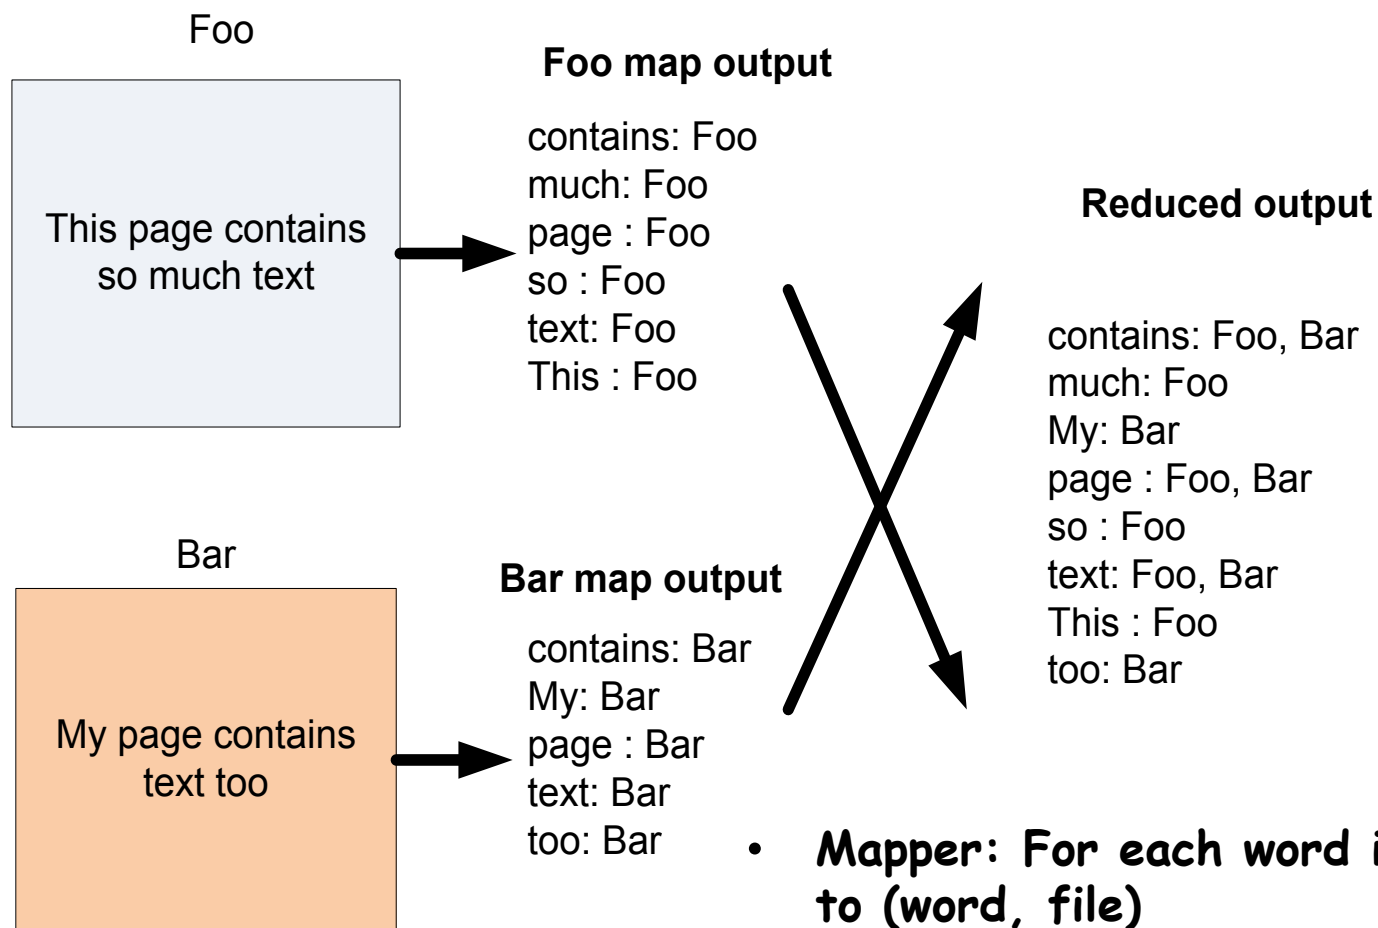 Foo
This page contains
so much text
Foo map output
contains: Foo
much: Foo
page : Foo
so : Foo
text: Foo
This : Foo
Bar
My page contains
text too
Bar map output
contains: Bar
My: Bar
page : Bar
text: Bar
too: Bar
Reduced output
contains: Foo, Bar
much: Foo
My: Bar
page : Foo, Bar
so : Foo
text: Foo, Bar
This : Foo
too: Bar
• Mapper: For each word
to (word, file)